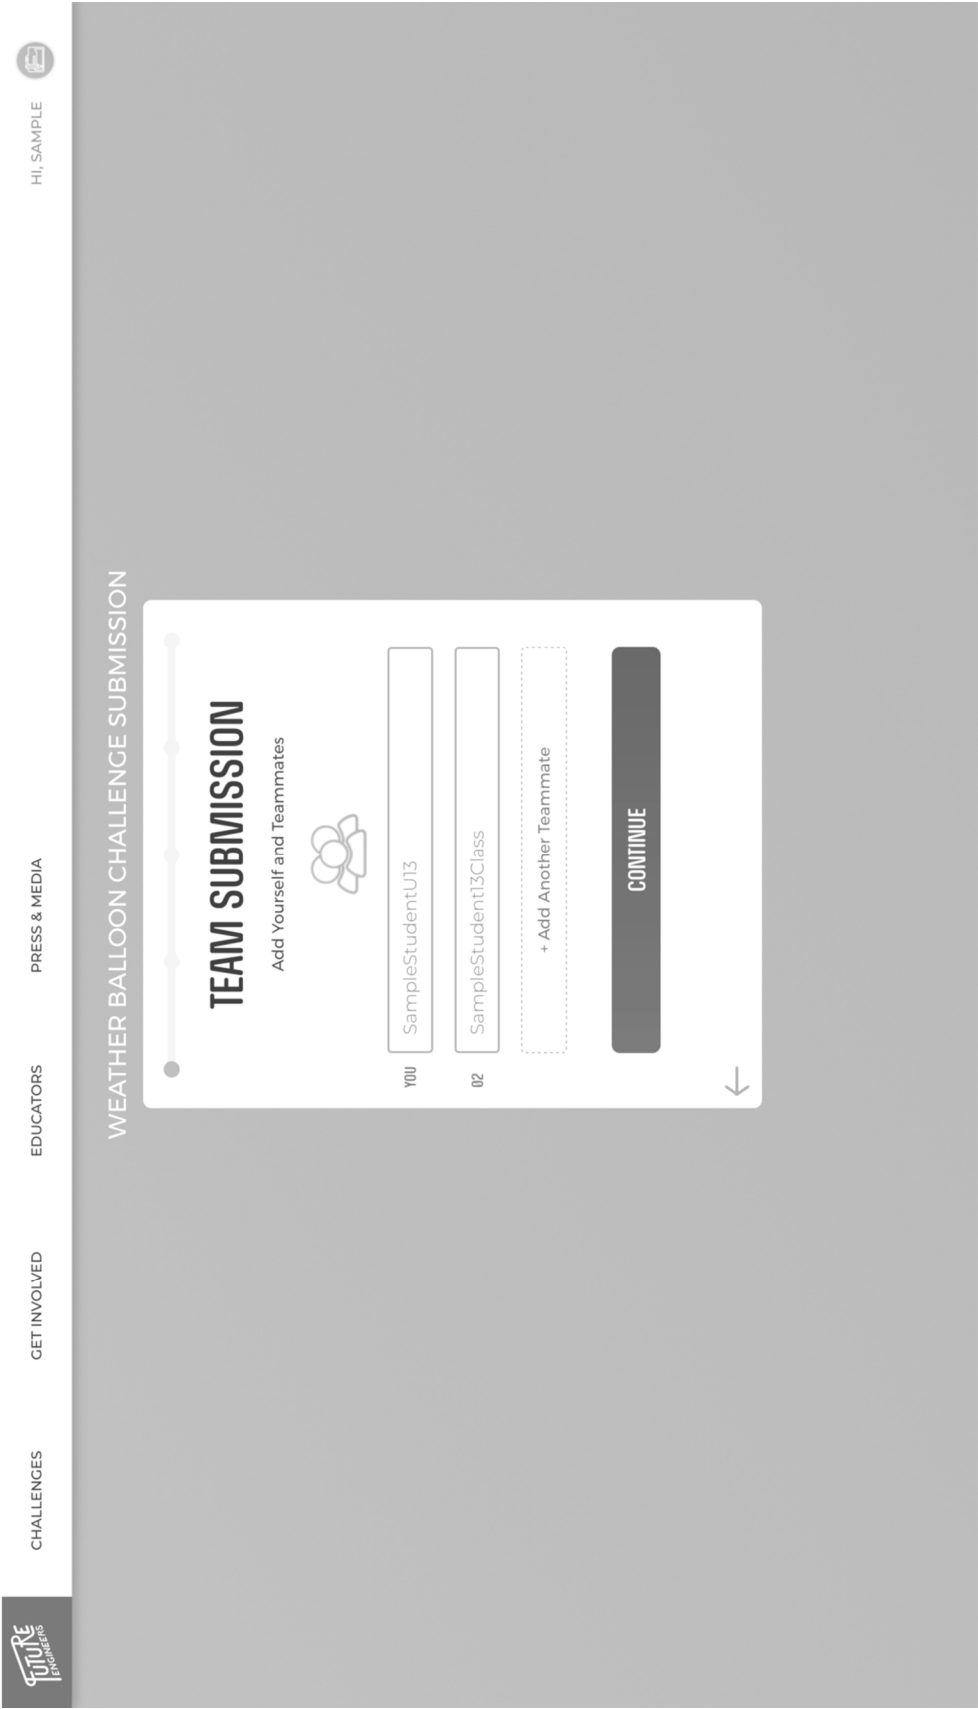 FUTURE
ENGINEERS
CHALLENGES
GET INVOLVED
EDUCATORS
PRESS & MEDIA
HI, SAMPLE
WEATHER BALLOON CHALLENGE SUBMISSION
TEAM SUBMISSION
Add Yourself and Teammates
YOU
SampleStudentU13
02
SampleStudent13Class
+ Add Another Teammate
CONTINUE